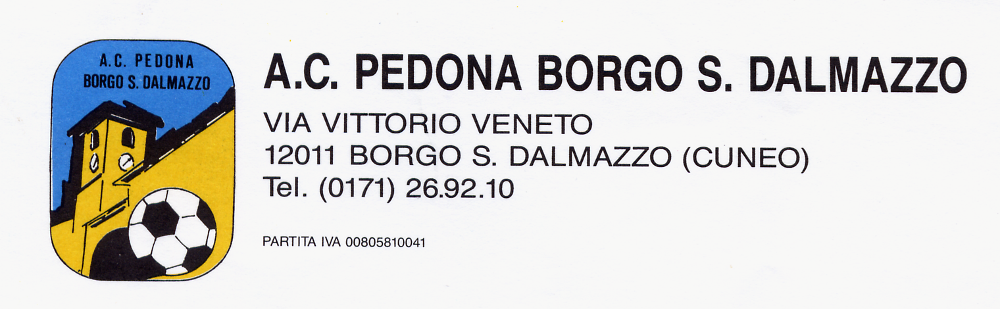 A.C. PEDONA
BORGO S. DALMAZZO
A.C. PEDONA BORGO S. DALMAZZO
VIA VITTORIO VENETO
12011 BORGO S. DALMAZZO (CUNEO)
Tel. (0171) 26.92.10
PARTITA IVA 00805810041